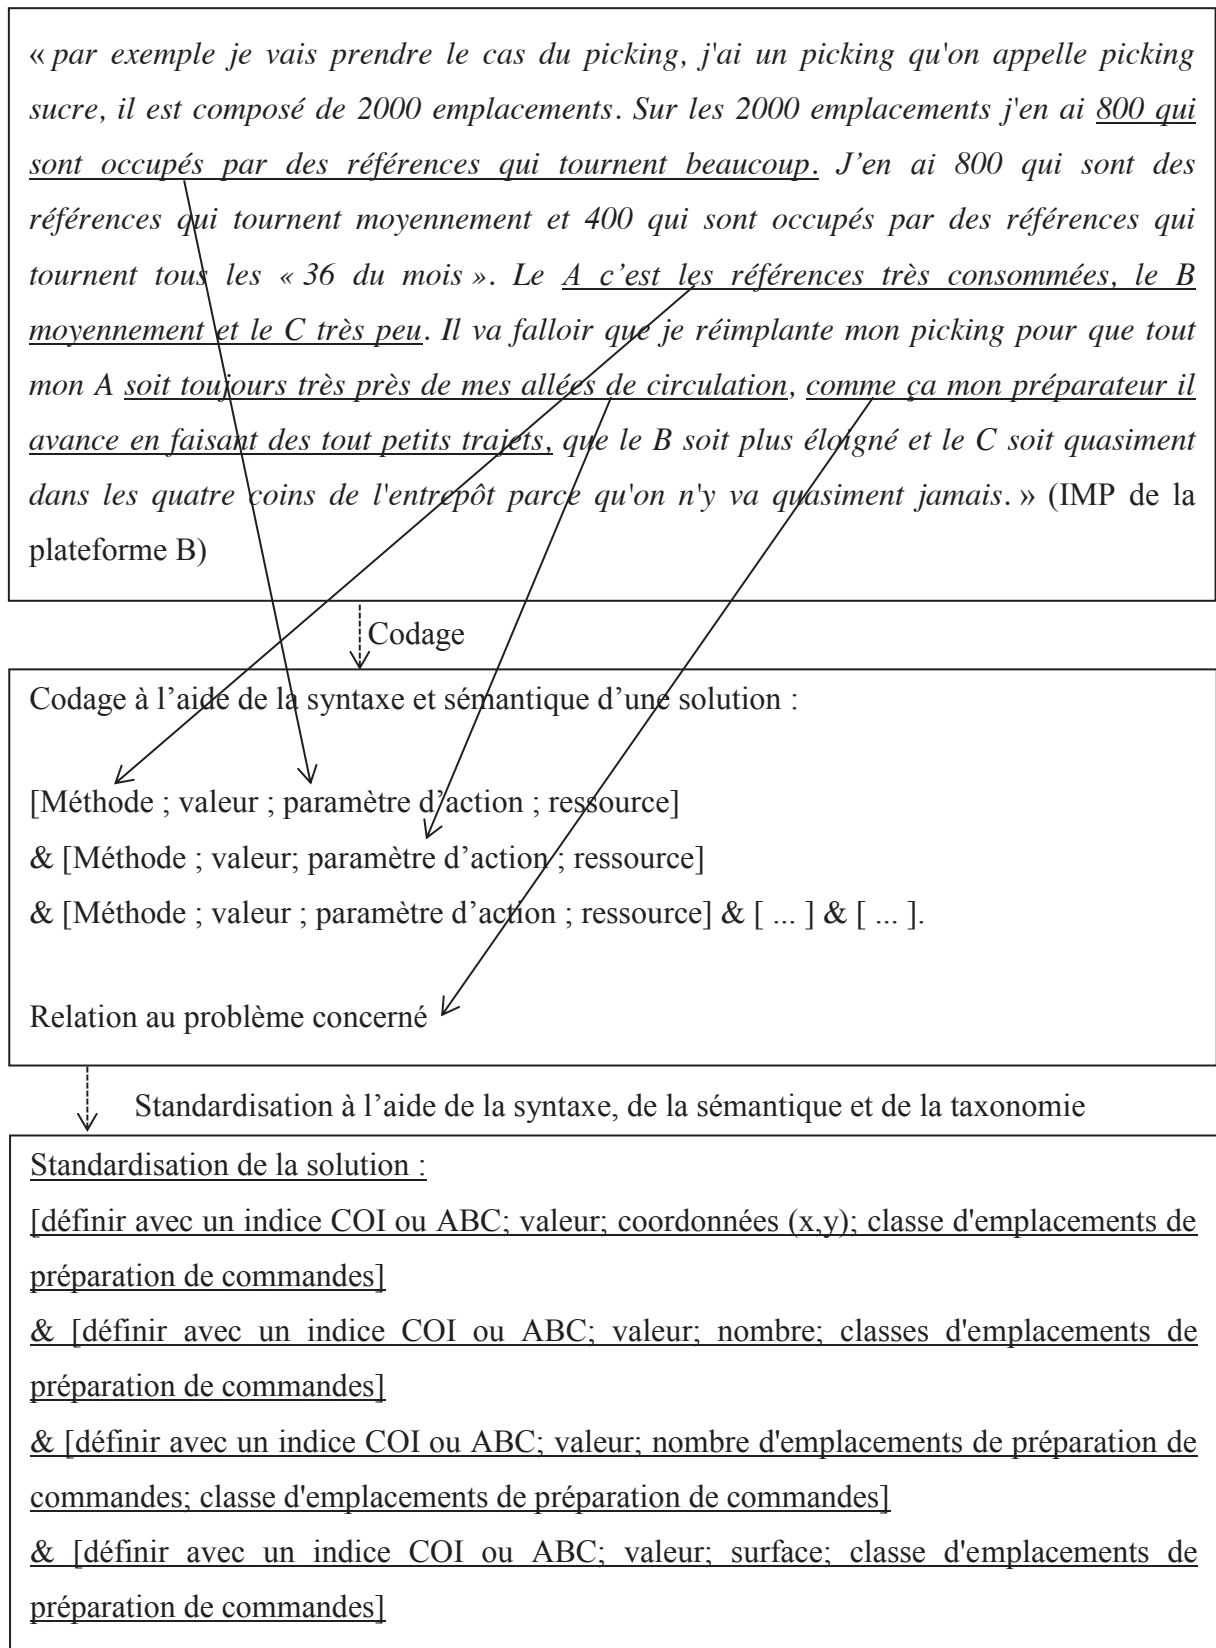 « par exemple je vais prendre le cas du picking, j'ai un picking qu'on appelle picking
sucre, il est composé de 2000 emplacements. Sur les 2000 emplacements j'en ai 800 qui
sont occupés par des références qui tournent beaucoup. J’en ai 800 qui sont des
références qui tournent moyennement et 400 qui sont occupés par des références qui
tournent tous les « 36 du mois ». Le A c’est les références très consommées, le B
moyennement et le C très peu. Il va falloir que je réimplante mon picking pour que tout
mon A soit toujours très près de mes allées de circulation, comme ça mon préparateur il
avance en faisant des tout petits trajets, que le B soit plus éloigné et le C soit quasiment
dans les quatre coins de l'entrepôt parce qu'on n'y va quasiment jamais. » (IMP de la
plateforme B)
Codage
Codage à l’aide de la syntaxe et sémantique d’une solution :
[Méthode ; valeur ; paramètre d’action ; ressource]
& [Méthode ; valeur; paramètre d’action ; ressource]
& [Méthode ; valeur ; paramètre d’action ; ressource] & [ ... ] & [ ... ].
Relation au problème concerné
Standardisation à l’aide de la syntaxe, de la sémantique et de la taxonomie
Standardisation de la solution :
[définir avec un indice COI ou ABC; valeur; coordonnées (x,y); classe d'emplacements de
préparation de commandes]
& [définir avec un indice COI ou ABC; valeur; nombre; classes d'emplacements de
préparation de commandes]
& [définir avec un indice COI ou ABC; valeur; nombre d'emplacements de préparation de
commandes; classe d'emplacements de préparation de commandes]
& [définir avec un indice COI ou ABC; valeur; surface; classe d'emplacements de
préparation de commandes]